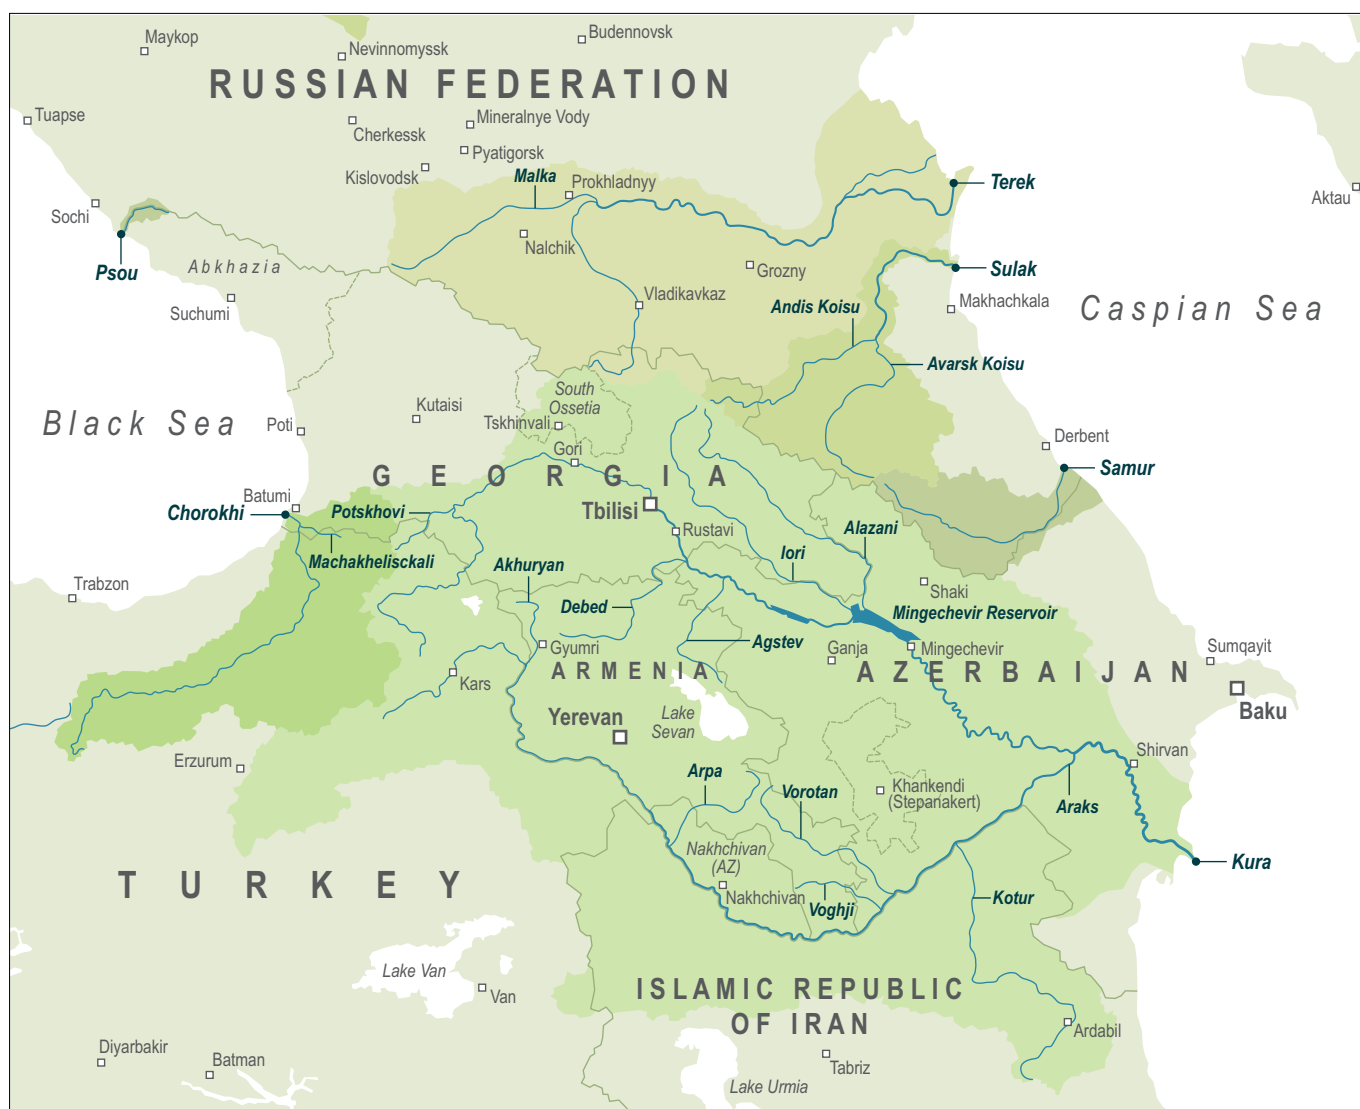 Maykop
Nevinnomyssk
Budennovsk
RUSSIAN FEDERATION
Tuapse
Cherkessk
Mineralnye Vody
Pyatigorsk
Kislovodsk
Malka
Prokhladnyy
Terek
Aktau
Sochi
Psou
Abkhazia
Nalchik
Grozny
Sulak
Suchumi
Vladikavkaz
Andis Koisu
Makhachkala
Caspian Sea
Avarsk Koisu
Black Sea
Poti
Kutaisi
South
Ossetia
Tskhinvali
Gori
Derbent
Samur
GEORGIA
Batumi
Chorokhi
Potskhovi
Tbilisi
Rustavi
Alazani
Iori
Machakhelisckali
Akhuryan
Trabzon
Debed
Shaki
Mingechevir Reservoir
Agstev
Gyumri
Ganja
Mingechevir
Sumqayit
ARMENIA
AZERBAIJAN
Kars
Yerevan
Lake
Sevan
Baku
Erzurum
Arpa
Vorotan
Khankendi
(Stepanakert)
Shirvan
Araks
Nakhchivan
(AZ)
Nakhchivan
Voghji
Kotur
Kura
TURKEY
Lake Van
Van
ISLAMIC REPUBLIC
OF IRAN
Ardabil
Diyarbakir
Batman
Tabriz
Lake Urmia